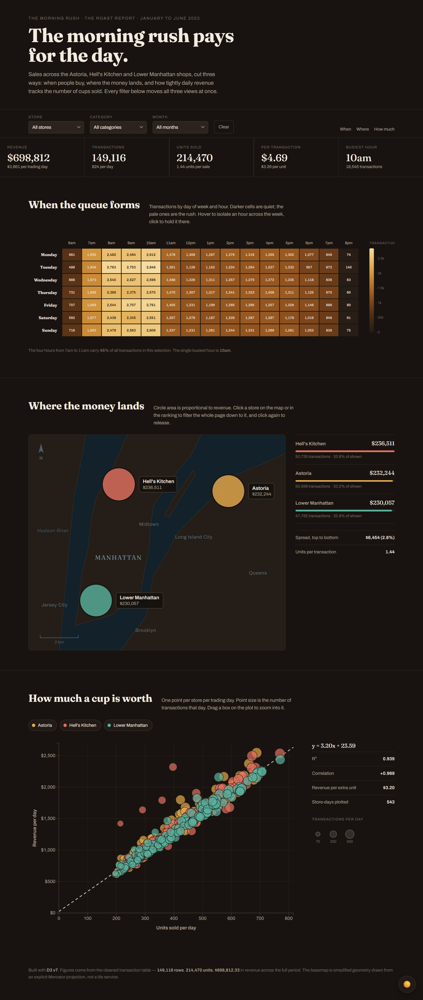 THE MORNING RUSH · THE ROAST REPORT · JANUARY TO JUNE 2023
The morning rush pays
for the day.
Sales across the Astoria, Hell's Kitchen and Lower Manhattan shops, cut three
ways: when people buy, where the money lands, and how tightly daily revenue
tracks the number of cups sold. Every filter below moves all three views at once.
STORE CATEGORY MONTH
All stores All categories All months Clear When Where How much
REVENUE TRANSACTIONS UNITS SOLD PER TRANSACTION BUSIEST HOUR
$698,812 149,116 214,470 $4.69 10am
$3,861 per trading day 824 per day 1.44 units per sale $3.26 per unit 18,545 transactions
When the queue forms
Transactions by day of week and hour. Darker cells are quiet; the
pale ones are the rush. Hover to isolate an hour across the week,
click to hold it there.
6am 7am 8am 9am 10am 11am 12pm 1pm 2pm 3pm 4pm 5pm 6pm 7pm 8pm
Monday 661 1,992 2,482 2,494 2,612 1,478 1,308 1,267 1,376 1,319 1,355 1,302 1,077 846 74
Tuesday 489 1,846 2,783 2,753 2,846 1,301 1,126 1,152 1,224 1,254 1,227 1,232 957 872 140
Wednesday 698 1,873 2,540 2,527 2,596 1,468 1,226 1,311 1,257 1,270 1,272 1,235 1,118 836 83
Thursday 731 1,959 2,389 2,375 2,570 1,470 1,307 1,317 1,341 1,323 1,406 1,311 1,125 970 60
Friday 707 1,989 2,544 2,707 2,761 1,405 1,231 1,199 1,265 1,295 1,257 1,226 1,149 886 80
Saturday 592 1,877 2,438 2,345 2,551 1,307 1,279 1,187 1,226 1,287 1,287 1,178 1,019 846 91
Sunday 716 1,892 2,478 2,563 2,609 1,337 1,231 1,281 1,244 1,231 1,289 1,261 1,053 836 75
TRANSACTION
2.5k
2k
1.5k
1k
500
0
The four hours from 7am to 11am carry 45% of all transactions in this selection. The single busiest hour is 10am.
Where the money lands
Circle area is proportional to revenue. Click a store on the map or in
the ranking to filter the whole page down to it, and click again to
release.
N
Hell's Kitchen
$236,511
Astoria
$232,244
Midtown
Hudson River
Long Island City
MANHATTAN
Queens
Lower Manhattan
$230,057
Jersey City
Brooklyn
2 km
Hell's Kitchen $236,511
50,735 transactions · 33.8% of shown
Astoria $232,244
50,599 transactions · 33.2% of shown
Lower Manhattan $230,057
47,782 transactions · 32.9% of shown
Spread, top to bottom $6,454 (2.8%)
Units per transaction 1.44
How much a cup is worth
One point per store per trading day. Point size is the number of
transactions that day. Drag a box on the plot to zoom into it.
Astoria Hell's Kitchen Lower Manhattan
$2,500
$2,000
$1,500
$1,000
$500
$0
Revenue per day
0 100 200 300 400 500 600 700 800
Units sold per day
y = 3.20x + 23.59
R² 0.939
Correlation +0.969
Revenue per extra unit $3.20
Store-days plotted 543
TRANSACTIONS PER DAY
75 250 500
Built with D3 v7. Figures come from the cleaned transaction table — 149,116 rows, 214,470 units, $698,812.33 in revenue across the full period. The basemap is simplified geometry drawn from
an explicit Mercator projection, not a tile service.